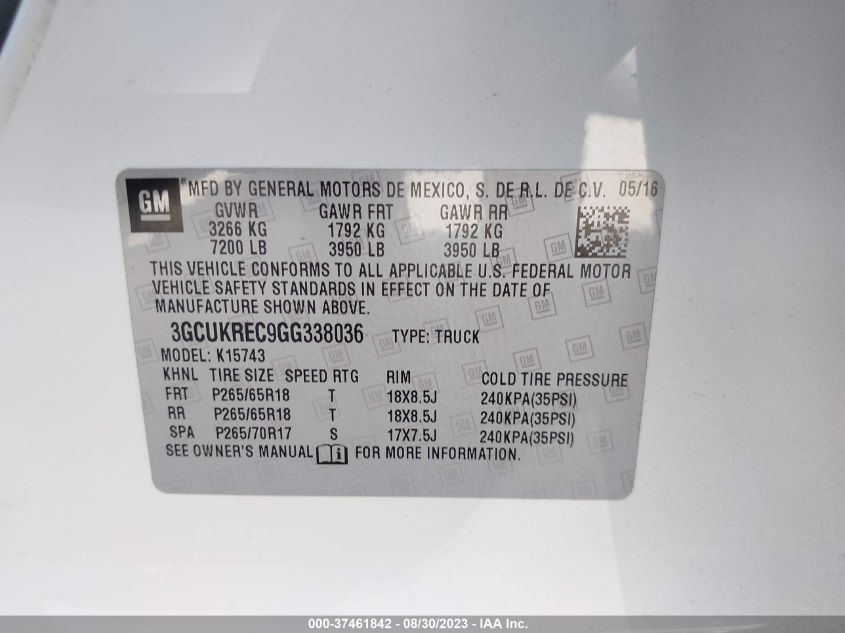 GM ® MFD BY GENERAL MOTORS DE MEXICO, S. DE R.L. DE C.V. 05/16
GVWR GAWR FRT GAWR RR
3266 KG 1792 KG 1792 KG
7200 LB 3950 LB 3950 LB
THIS VEHICLE CONFORMS TO ALL APPLICABLE U.S. FEDERAL MOTOR
VEHICLE SAFETY STANDARDS IN EFFECT ON THE DATE OF
MANUFACTURE SHOWN ABOVE.
3GCUKREC9GG338036 TYPE: TRUCK
MODEL: K15743
KHNL TIRE SIZE SPEED RTG RIM COLD TIRE PRESSURE
FRT P265/65R18 T 18X8.5J 240KPA(35PSI)
RR P265/65R18 T 18X8.5J 240KPA(35PSI)
SPA P265/70R17 S 17X7.5J 240KPA(35PSI)
SEE OWNER'S MANUAL i FOR MORE INFORMATION.
000-37461842 - 08/30/2023 - IAA Inc.